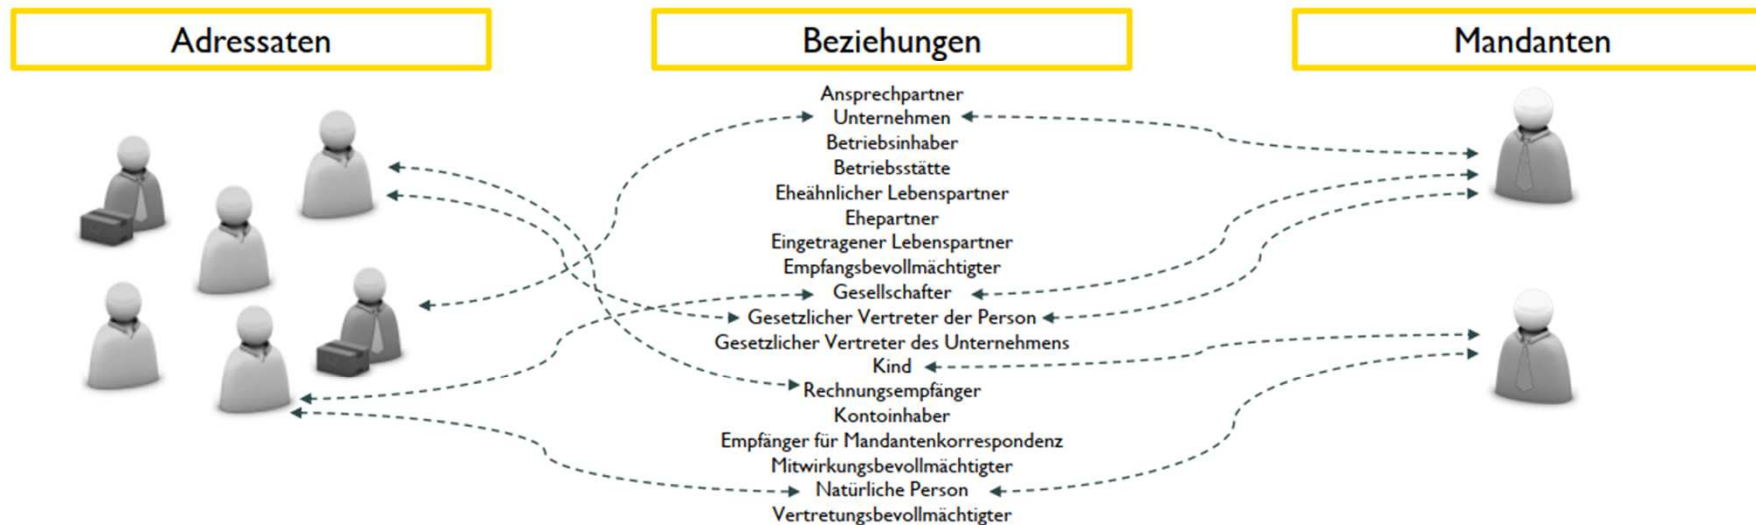 Adressaten
Beziehungen
Mandanten
Ansprechpartner
Unternehmen
Betriebsinhaber
Betriebsstätte
Eheähnlicher Lebenspartner
Ehepartner
Eingetragener Lebenspartner
Empfangsbevollmächtigter
Gesellschafter
Gesetzlicher Vertreter der Person
Gesetzlicher Vertreter des Unternehmens
Kind
Rechnungsempfänger
Kontoinhaber
Empfänger für Mandantenkorrespondenz
Mitwirkungsbevollmächtigter
Natürliche Person
Vertretungsbevollmächtigter